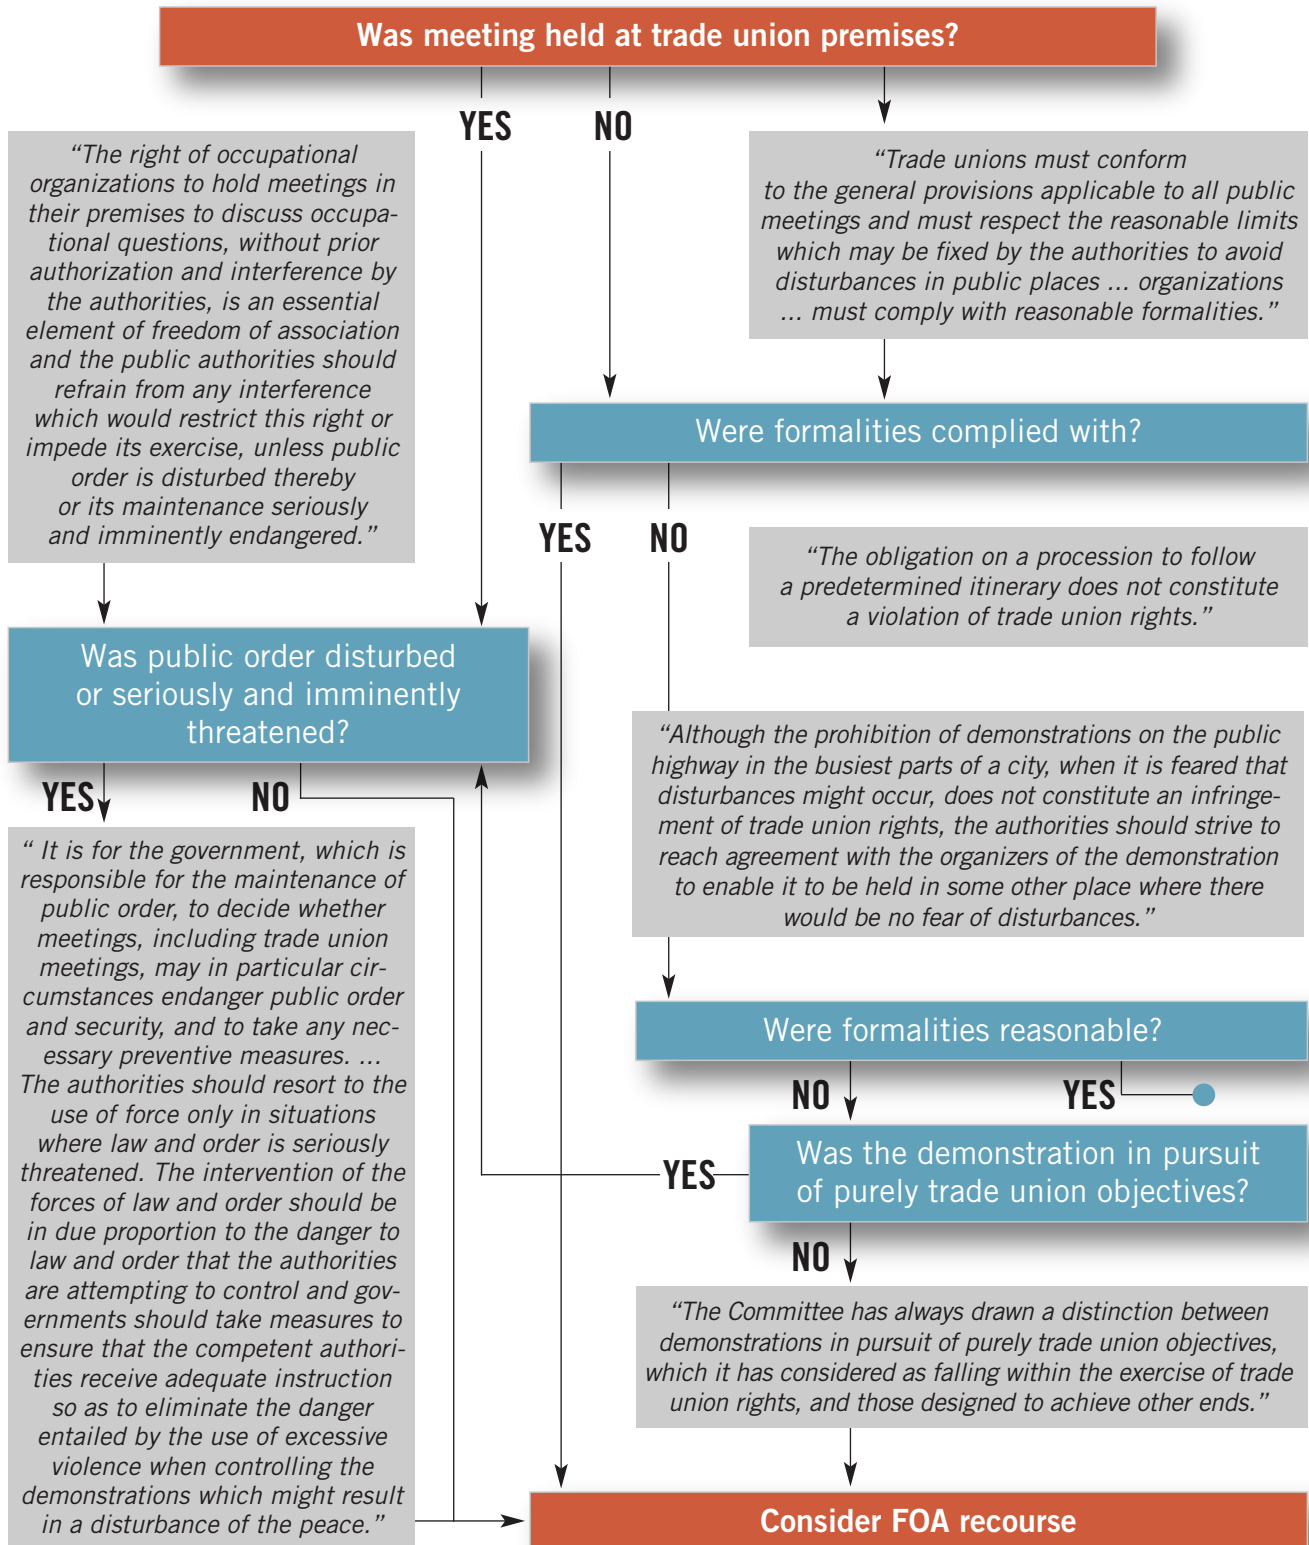 Was meeting held at trade union premises?
YES
NO
“The right of occupational
organizations to hold meetings in
their premises to discuss occupa-
tional questions, without prior
authorization and interference by
the authorities, is an essential
element of freedom of association
and the public authorities should
refrain from any interference
which would restrict this right or
impede its exercise, unless public
order is disturbed thereby
or its maintenance seriously
and imminently endangered.”
“Trade unions must conform
to the general provisions applicable to all public
meetings and must respect the reasonable limits
which may be fixed by the authorities to avoid
disturbances in public places ... organizations
... must comply with reasonable formalities.”
Were formalities complied with?
YES
NO
“The obligation on a procession to follow
a predetermined itinerary does not constitute
a violation of trade union rights.”
Was public order disturbed
or seriously and imminently
threatened?
YES
NO
“Although the prohibition of demonstrations on the public
highway in the busiest parts of a city, when it is feared that
disturbances might occur, does not constitute an infringe-
ment of trade union rights, the authorities should strive to
reach agreement with the organizers of the demonstration
to enable it to be held in some other place where there
would be no fear of disturbances.”
“ It is for the government, which is
responsible for the maintenance of
public order, to decide whether
meetings, including trade union
meetings, may in particular cir-
cumstances endanger public order
and security, and to take any nec-
essary preventive measures. ...
The authorities should resort to the
use of force only in situations
where law and order is seriously
threatened. The intervention of the
forces of law and order should be
in due proportion to the danger to
law and order that the authorities
are attempting to control and gov-
ernments should take measures to
ensure that the competent authori-
ties receive adequate instruction
so as to eliminate the danger
entailed by the use of excessive
violence when controlling the
demonstrations which might result
in a disturbance of the peace.”
Were formalities reasonable?
NO
YES
Was the demonstration in pursuit
of purely trade union objectives?
YES
NO
“The Committee has always drawn a distinction between
demonstrations in pursuit of purely trade union objectives,
which it has considered as falling within the exercise of trade
union rights, and those designed to achieve other ends.”
Consider FOA recourse